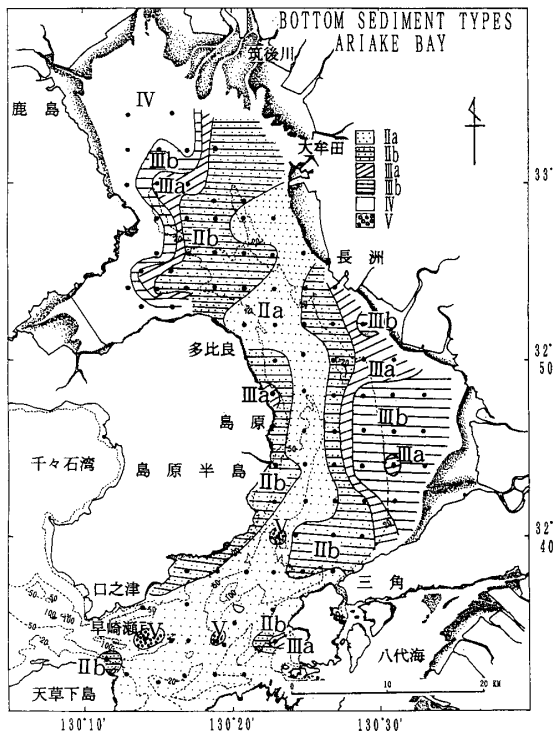 BOTTOM SEDIMENT TYPES
ARIAKE BAY
筑後川
鹿島
IV
大牟田
IIa
IIb
IIIa
IIIb
IV
V
IIIb
IIIa
33°
IIb
長洲
IIa
IIIb
多比良
32°
50
IIIa
IIIa
島原
IIIb
千々石湾
島原半島
IIIa
IIb
V
32°
40
IIb
口之津
三角
早崎瀬戸
V
V
IIb
IIIa
八代海
IIb
天草下島
0
10
20 KM
130°10'
130°20'
130°30'